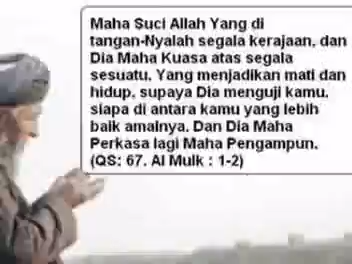 Maha Suci Allah Yang di
tangan-Nyalah segala kerajaan, dan
Dia Maha Kuasa atas segala
sesuatu. Yang menjadikan mati dan
hidup, supaya Dia menguji kamu,
siapa di antara kamu yang lebih
baik amalnya. Dan Dia Maha
Perkasa lagi Maha Pengampun.
(QS: 67. Al Mulk : 1-2)